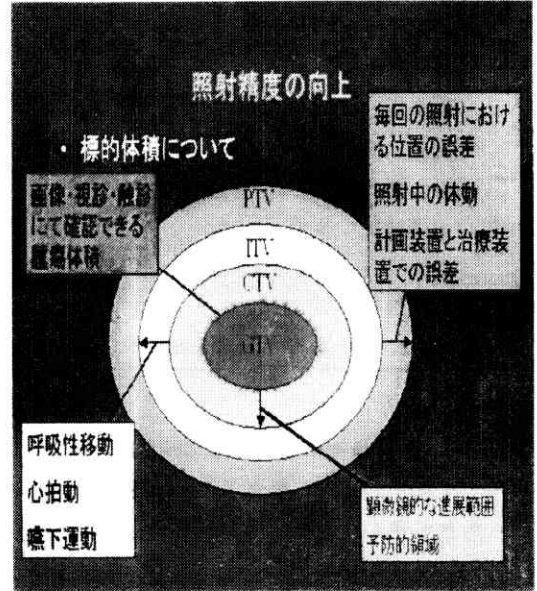 照射精度の向上
・ 標的体積について
画像・視診・触診
にて確認できる
腫瘍体積
毎回の照射におけ
る位置の誤差
照射中の体動
計画装置と治療装
置での誤差
PTV
ITV
CTV
GTV
呼吸性移動
心拍動
嚥下運動
顕微鏡的な進展範囲
予防的領域